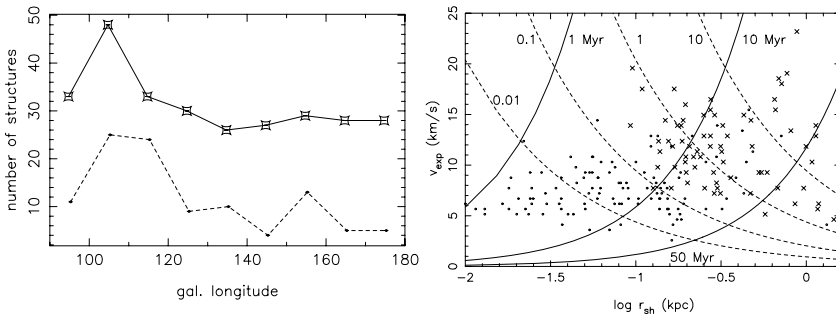 50
40
30
20
10
number of structures
100 120 140 160 180
gal. longitude
25
20
15
10
5
0
v_exp (km/s)
0.1 1 Myr 1 10 10 Myr
0.01
50 Myr
−2 −1.5 −1 −0.5 0
log r_sh (kpc)